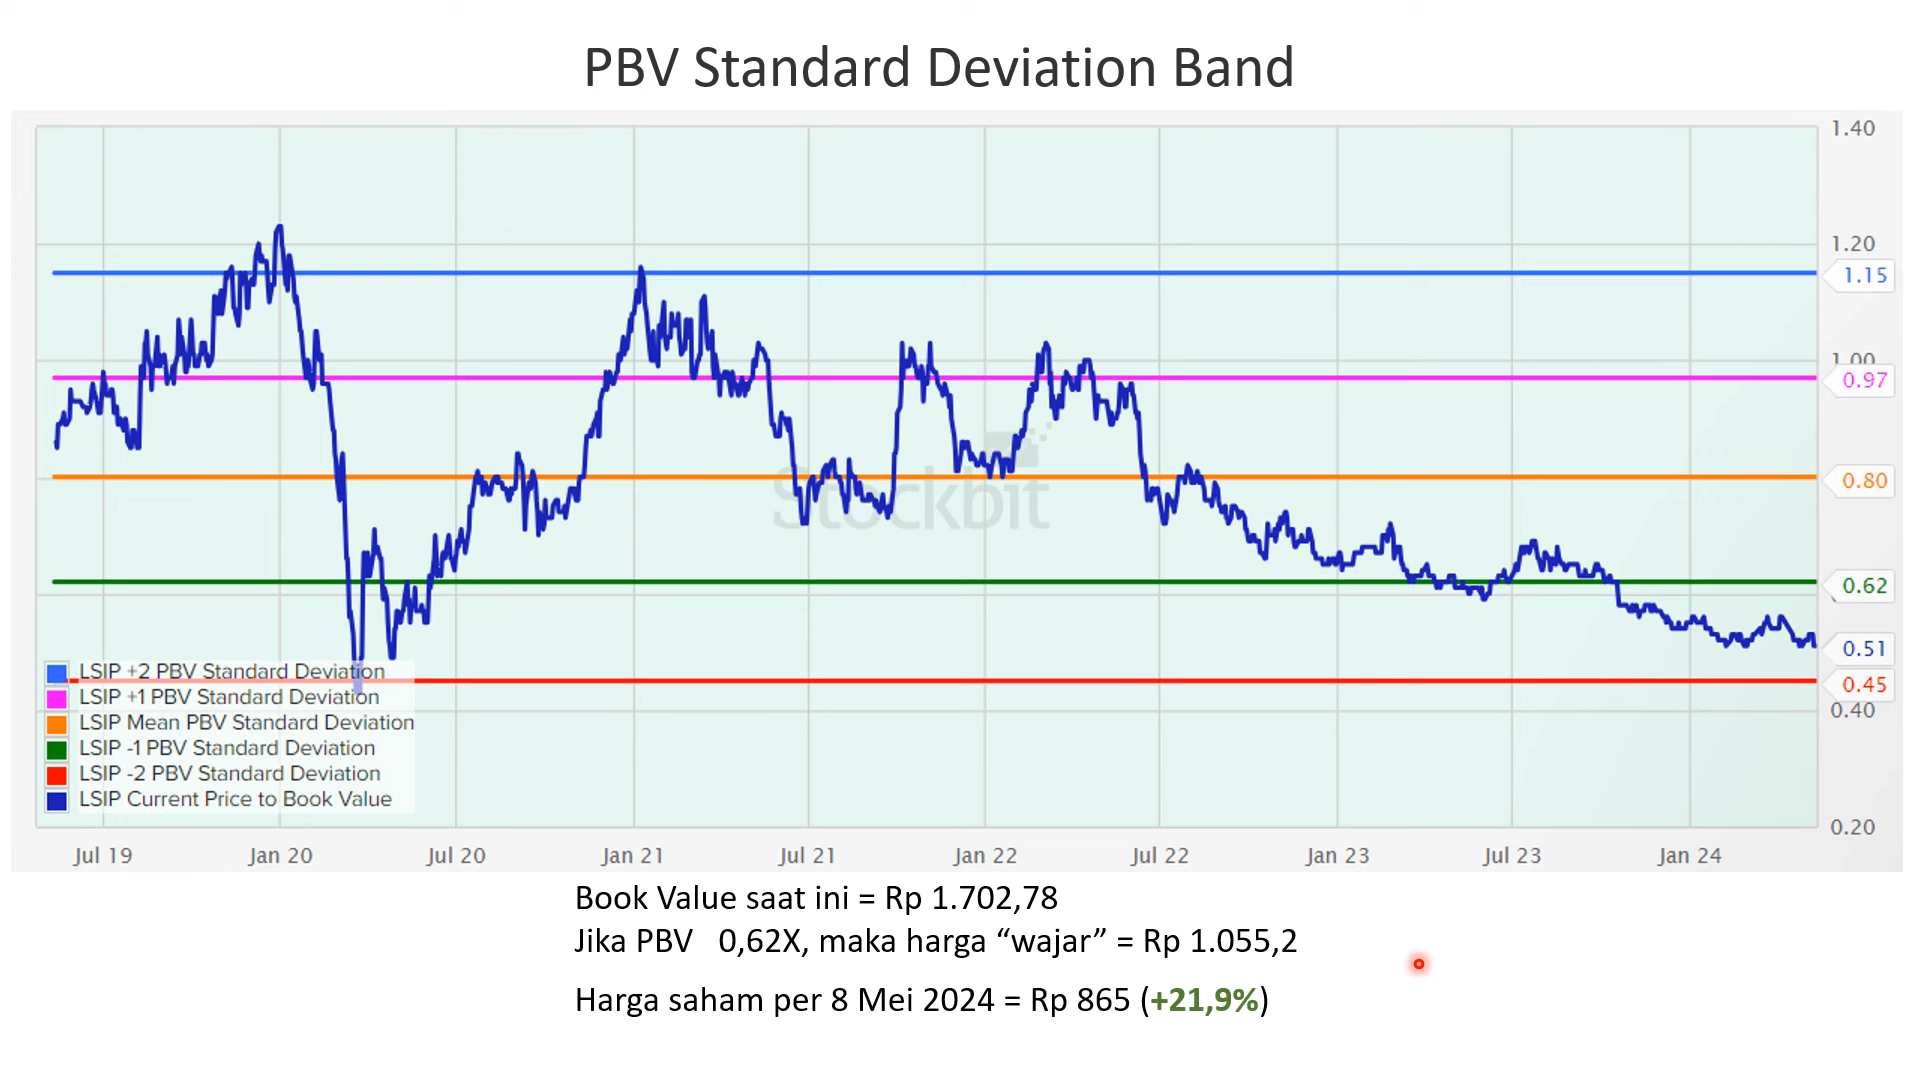 PBV Standard Deviation Band
1.40
1.20
1.15
1.00
0.97
0.80
0.62
0.51
0.45
0.40
0.20
Stockbit
LSIP +2 PBV Standard Deviation
LSIP +1 PBV Standard Deviation
LSIP Mean PBV Standard Deviation
LSIP -1 PBV Standard Deviation
LSIP -2 PBV Standard Deviation
LSIP Current Price to Book Value
Jul 19 Jan 20 Jul 20 Jan 21 Jul 21 Jan 22 Jul 22 Jan 23 Jul 23 Jan 24
Book Value saat ini = Rp 1.702,78
Jika PBV 0,62X, maka harga “wajar” = Rp 1.055,2
Harga saham per 8 Mei 2024 = Rp 865 (+21,9%)